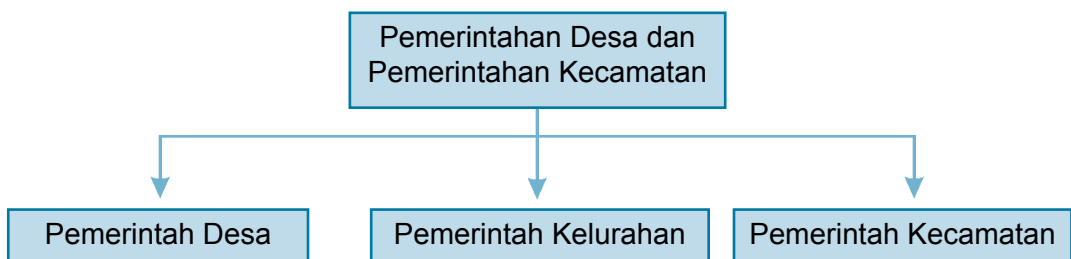 Pemerintahan Desa dan
Pemerintahan Kecamatan
Pemerintah Desa
Pemerintah Kelurahan
Pemerintah Kecamatan